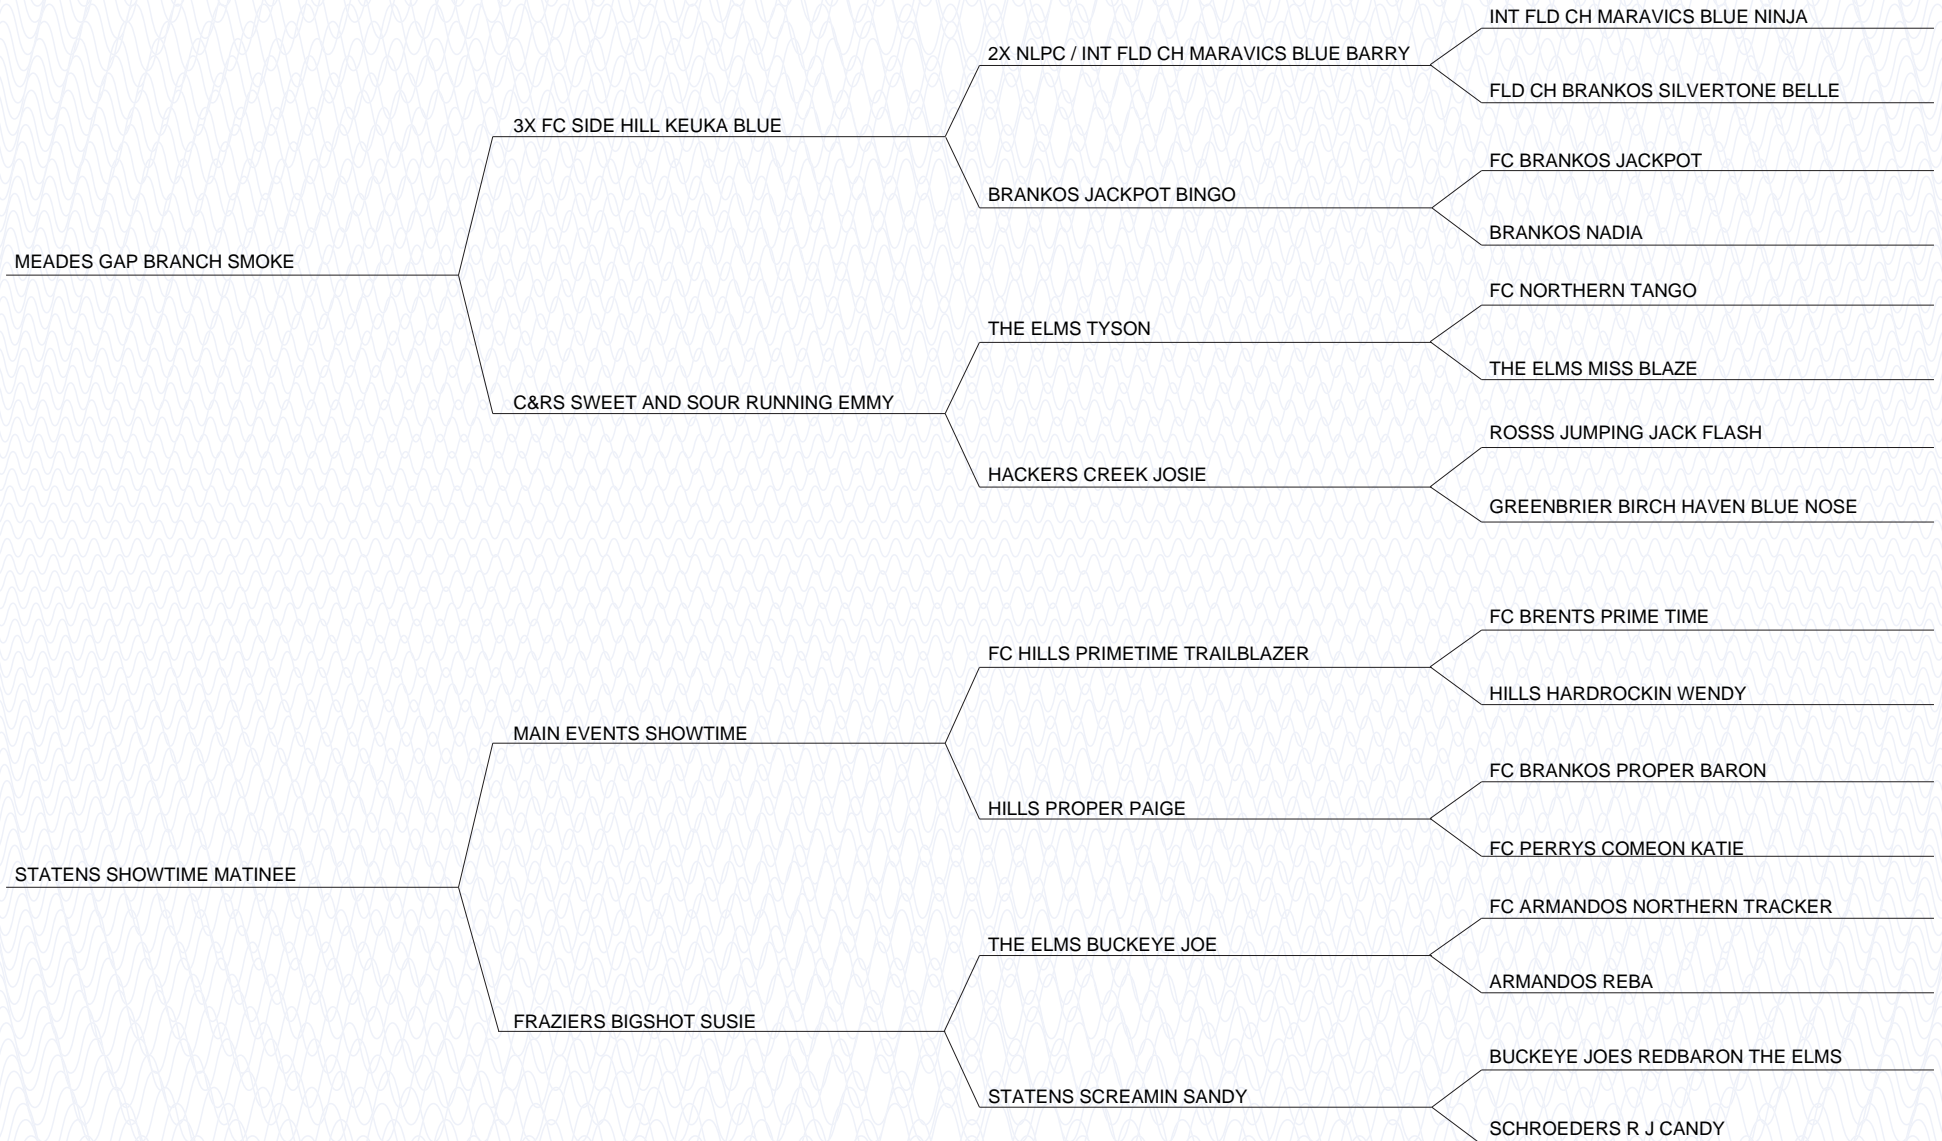 INT FLD CH MARAVICS BLUE NINJA
2X NLPC / INT FLD CH MARAVICS BLUE BARRY
FLD CH BRANKOS SILVERTONE BELLE
3X FC SIDE HILL KEUKA BLUE
FC BRANKOS JACKPOT
BRANKOS JACKPOT BINGO
BRANKOS NADIA
MEADES GAP BRANCH SMOKE
FC NORTHERN TANGO
THE ELMS TYSON
THE ELMS MISS BLAZE
C&RS SWEET AND SOUR RUNNING EMMY
ROSSS JUMPING JACK FLASH
HACKERS CREEK JOSIE
GREENBRIER BIRCH HAVEN BLUE NOSE
FC BRENTS PRIME TIME
FC HILLS PRIMETIME TRAILBLAZER
HILLS HARDROCKIN WENDY
MAIN EVENTS SHOWTIME
FC BRANKOS PROPER BARON
HILLS PROPER PAIGE
FC PERRYS COMEON KATIE
STATENS SHOWTIME MATINEE
FC ARMANDOS NORTHERN TRACKER
THE ELMS BUCKEYE JOE
ARMANDOS REBA
FRAZIERS BIGSHOT SUSIE
BUCKEYE JOES REDBARON THE ELMS
STATENS SCREAMIN SANDY
SCHROEDERS R J CANDY